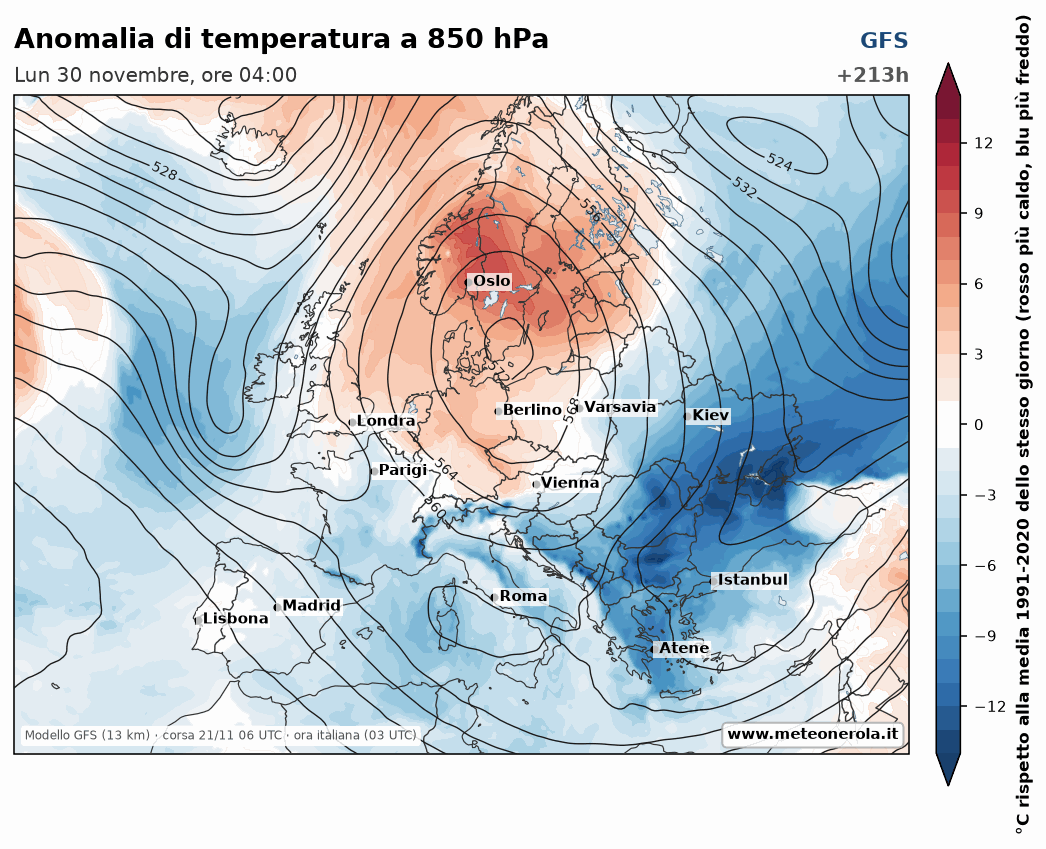 Anomalia di temperatura a 850 hPa
GFS
Lun 30 novembre, ore 04:00
+213h
528
524
532
556
Oslo
568
Berlino
Varsavia
Kiev
Londra
564
Parigi
Vienna
560
Istanbul
Roma
Madrid
Lisbona
Atene
Modello GFS (13 km) · corsa 21/11 06 UTC · ora italiana (03 UTC)
www.meteonerola.it
12
9
6
3
0
−3
−6
−9
−12
°C rispetto alla media 1991-2020 dello stesso giorno (rosso più caldo, blu più freddo)